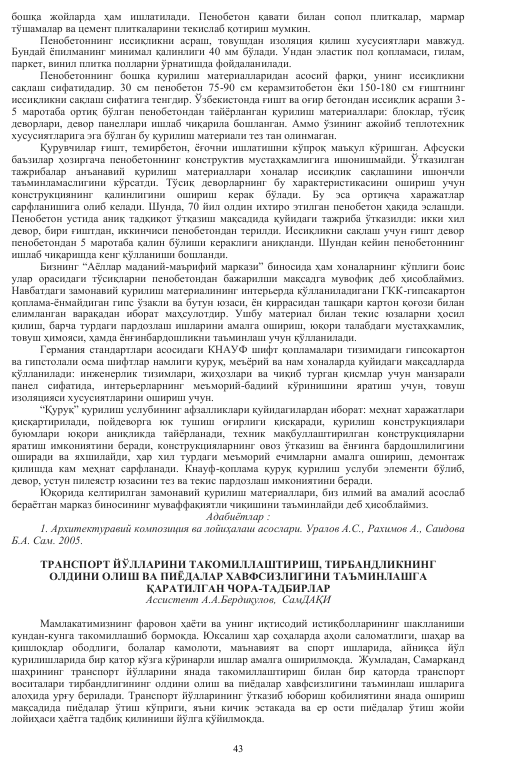 бошқа жойларда ҳам ишлатилади. Пенобетон қавати билан сопол плиткалар, мармар
тўшамалар ва цемент плиткаларини текислаб қотириш мумкин.
Пенобетоннинг иссиқликни асраш, товушдан изоляция қилиш хусусиятлари мавжуд.
Бундай ёпилманинг минимал қалинлиги 40 мм бўлади. Ундан эластик пол қопламаси, гилам,
паркет, винил плитка полларни ўрнатишда фойдаланилади.
Пенобетоннинг бошқа қурилиш материалларидан асосий фарқи, унинг иссиқликни
сақлаш сифатидадир. 30 см пенобетон 75-90 см керамзитобетон ёки 150-180 см ғиштнинг
иссиқликни сақлаш сифатига тенгдир. Ўзбекистонда ғишт ва оғир бетондан иссиқлик асраши 3-
5 маротаба ортиқ бўлган пенобетондан тайёрланган қурилиш материаллари: блоклар, тўсиқ
деворлари, девор панеллари ишлаб чиқарила бошланган. Аммо ўзининг ажойиб теплотехник
хусусиятларига эга бўлган бу қурилиш материали тез тан олинмаган.
Қурувчилар ғишт, темирбетон, ёғочни ишлатишни кўпроқ маъқул кўришган. Афсуски
баъзилар ҳозиргача пенобетоннинг конструктив мустаҳкамлигига ишонишмайди. Ўтказилган
тажрибалар анъанавий қурилиш материаллари хоналар иссиқлик сақлашини ишончли
таъминламаслигини кўрсатди. Тўсиқ деворларнинг бу характеристикасини ошириш учун
конструкциянинг қалинлигини ошириш керак бўлади. Бу эса ортиқча харажатлар
сарфланишига олиб келади. Шунда, 70 йил олдин ихтиро этилган пенобетон ҳақида эслашди.
Пенобетон устида аниқ тадқиқот ўтказиш мақсадида қуйидаги тажриба ўтказилди: икки хил
девор, бири ғиштдан, иккинчиси пенобетондан терилди. Иссиқликни сақлаш учун ғишт девор
пенобетондан 5 маротаба қалин бўлиши кераклиги аниқланди. Шундан кейин пенобетоннинг
ишлаб чиқаришда кенг қўлланиши бошланди.
Бизнинг “Аёллар маданий-маърифий маркази” биносида ҳам хоналарнинг кўплиги боис
улар орасидаги тўсиқларни пенобетондан бажарилши мақсадга мувофиқ деб ҳисоблаймиз.
Навбатдаги замонавий қурилиш материалининг интерьерда қўлланиладигани ГКК-гипсакартон
қоплама-ёнмайдиган гипс ўзакли ва бутун юзаси, ён қиррасидан ташқари картон қоғози билан
елимланган варақадан иборат маҳсулотдир. Ушбу материал билан текис юзаларни ҳосил
қилиш, барча турдаги пардозлаш ишларини амалга ошириш, юқори талабдаги мустаҳкамлик,
товуш ҳимояси, ҳамда ёнғинбардошликни таъминлаш учун қўлланилади.
Германия стандартлари асосидаги КНАУФ шифт қопламалари тизимидаги гипсокартон
ва гипстолали осма шифтлар намлиги қуруқ, меъёрий ва нам хоналарда қуйидаги мақсадларда
қўлланилади: инженерлик тизимлари, жиҳозлари ва чиқиб турган қисмлар учун манзарали
панел сифатида, интерьерларнинг меъморий-бадиий кўринишини яратиш учун, товуш
изоляцияси хусусиятларини ошириш учун.
“Қуруқ” қурилиш услубининг афзалликлари қуйидагилардан иборат: меҳнат харажатлари
қисқартирилади, пойдеворга юк тушиш оғирлиги қисқаради, қурилиш конструкциялари
буюмлари юқори аниқликда тайёрланади, техник мақбуллаштирилган конструкцияларни
яратиш имкониятини беради, конструкцияларнинг овоз ўтказиш ва ёнғинга бардошлилигини
оширади ва яхшилайди, ҳар хил турдаги меъморий ечимларни амалга ошириш, демонтаж
қилишда кам меҳнат сарфланади. Кнауф-қоплама қуруқ қурилиш услуби элементи бўлиб,
девор, устун пилеястр юзасини тез ва текис пардозлаш имкониятини беради.
Юқорида келтирилган замонавий қурилиш материаллари, биз илмий ва амалий асослаб
бераётган марказ биносининг муваффақиятли чиқишини таъминлайди деб ҳисоблаймиз.
Адабиётлар :
1. Архитектуравий композиция ва лойиҳалаш асослари. Уралов А.С., Рахимов А., Саидова
Б.А. Сам. 2005.
ТРАНСПОРТ ЙЎЛЛАРИНИ ТАКОМИЛЛАШТИРИШ, ТИРБАНДЛИКНИНГ
ОЛДИНИ ОЛИШ ВА ПИЁДАЛАР ХАВФСИЗЛИГИНИ ТАЪМИНЛАШГА
ҚАРАТИЛГАН ЧОРА-ТАДБИРЛАР
Ассистент А.А.Бердиқулов, СамДАҚИ
Мамлакатимизнинг фаровон ҳаёти ва унинг иқтисодий истиқболларининг шаклланиши
кундан-кунга такомиллашиб бормоқда. Юксалиш ҳар соҳаларда аҳоли саломатлиги, шаҳар ва
қишлоқлар ободлиги, болалар камолоти, маънавият ва спорт ишларида, айниқса йўл
қурилишларида бир қатор кўзга кўринарли ишлар амалга оширилмоқда. Жумладан, Самарқанд
шаҳрининг транспорт йўлларини янада такомиллаштириш билан бир қаторда транспорт
воситалари тирбандлигининг олдини олиш ва пиёдалар хавфсизлигини таъминлаш ишларига
алоҳида урғу берилади. Транспорт йўлларининг ўтказиб юбориш қобилиятини янада ошириш
мақсадида пиёдалар ўтиш кўприги, яъни кичик эстакада ва ер ости пиёдалар ўтиш жойи
лойиҳаси ҳаётга тадбиқ қилиниши йўлга қўйилмоқда.
43